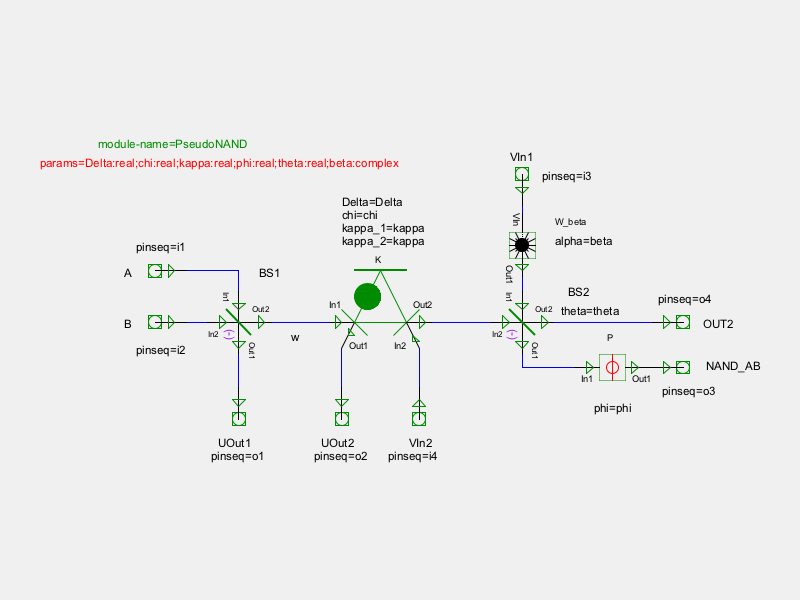 module-name=PseudoNAND
params=Delta:real;chi:real;kappa:real;phi:real;theta:real;beta:complex
VIn1
pinseq=i3
Delta=Delta
chi=chi
kappa_1=kappa
kappa_2=kappa
VIn
W_beta
alpha=beta
pinseq=i1
K
A
BS1
Out1
BS2
In1
In1
pinseq=o4
theta=theta
Out2
In1
Out2
Out2
B
OUT2
In2
(-)
In2
(-)
w
P
Out1
Out1
In2
Out1
pinseq=i2
NAND_AB
In1
Out1
pinseq=o3
phi=phi
UOut1
UOut2
VIn2
pinseq=o1
pinseq=o2
pinseq=i4